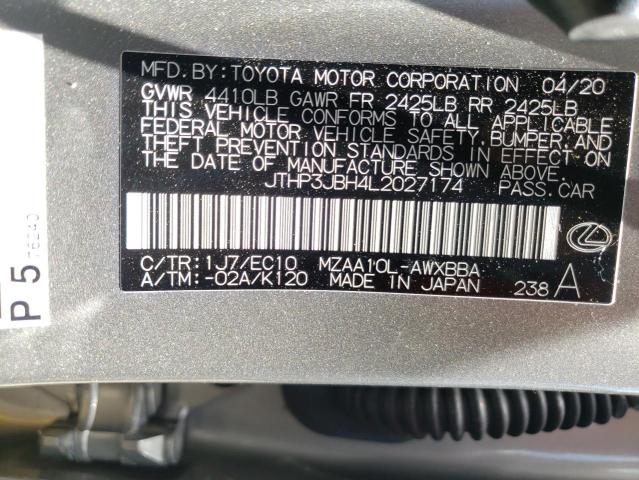 MFD. BY: TOYOTA MOTOR CORPORATION 04/20
GVWR 4410LB GAWR FR 2425LB RR 2425LB
THIS VEHICLE CONFORMS TO ALL APPLICABLE
FEDERAL MOTOR VEHICLE SAFETY, BUMPER, AND
THEFT PREVENTION STANDARDS IN EFFECT ON
THE DATE OF MANUFACTURE SHOWN ABOVE.
JTHP3JBH4L2027174 PASS. CAR
C/TR: 1J7/EC10 MZAA10L-AWXBBA
A/TM: -02A/K120 MADE IN JAPAN 238 A
P 5 76240